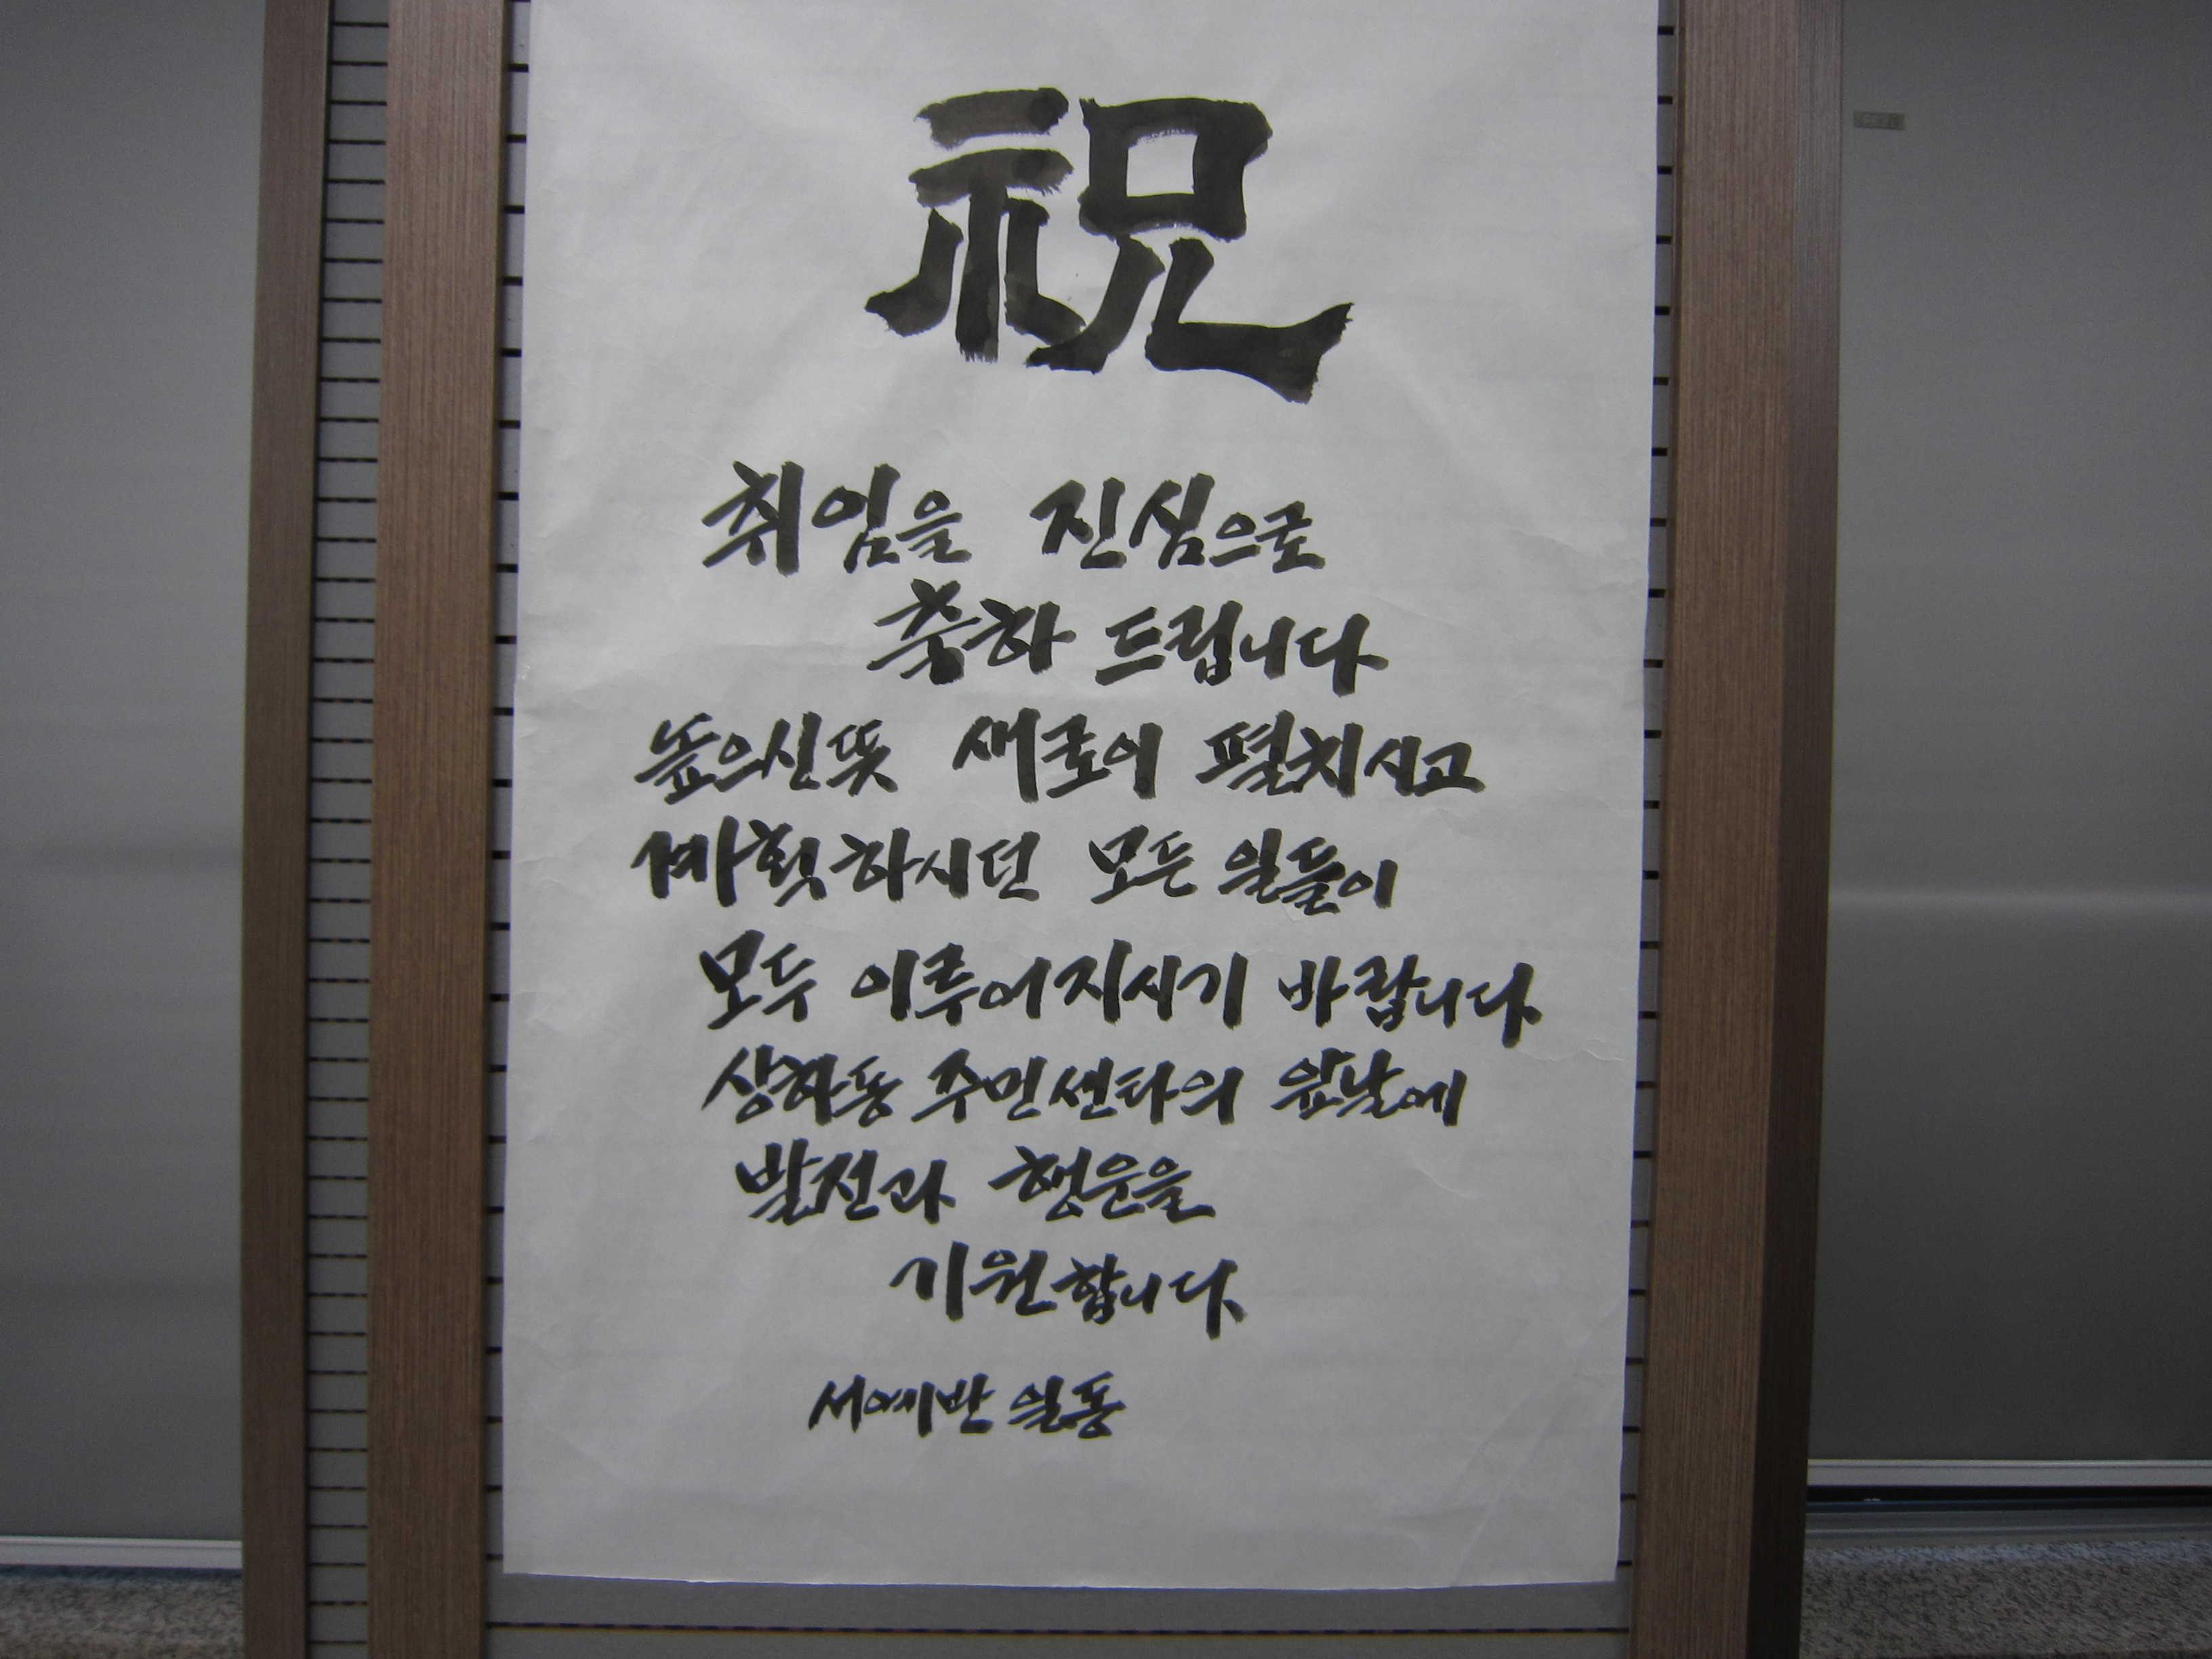 祝
취임을 진심으로
축하 드립니다
높으신뜻 새로이 펼치시고
계획하시던 모든 일들이
모두 이루어지시기 바랍니다
상하동 주민센타의 앞날에
발전과 행운을
기원합니다
서예반 일동